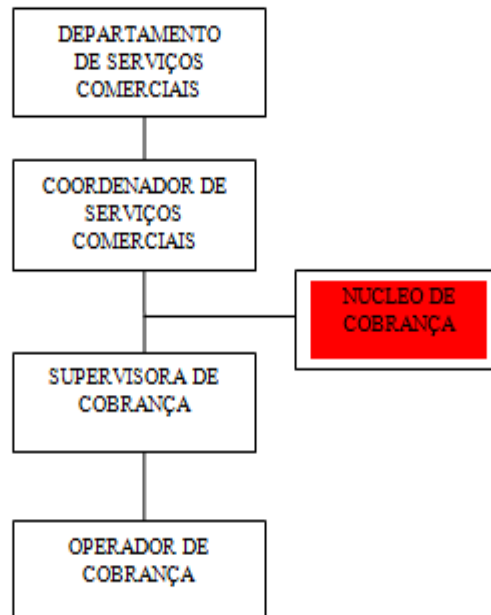 DEPARTAMENTO
DE SERVIÇOS
COMERCIAIS
COORDENADOR DE
SERVIÇOS
COMERCIAIS
NUCLEO DE
COBRANÇA
SUPERVISORA DE
COBRANÇA
OPERADOR DE
COBRANÇA